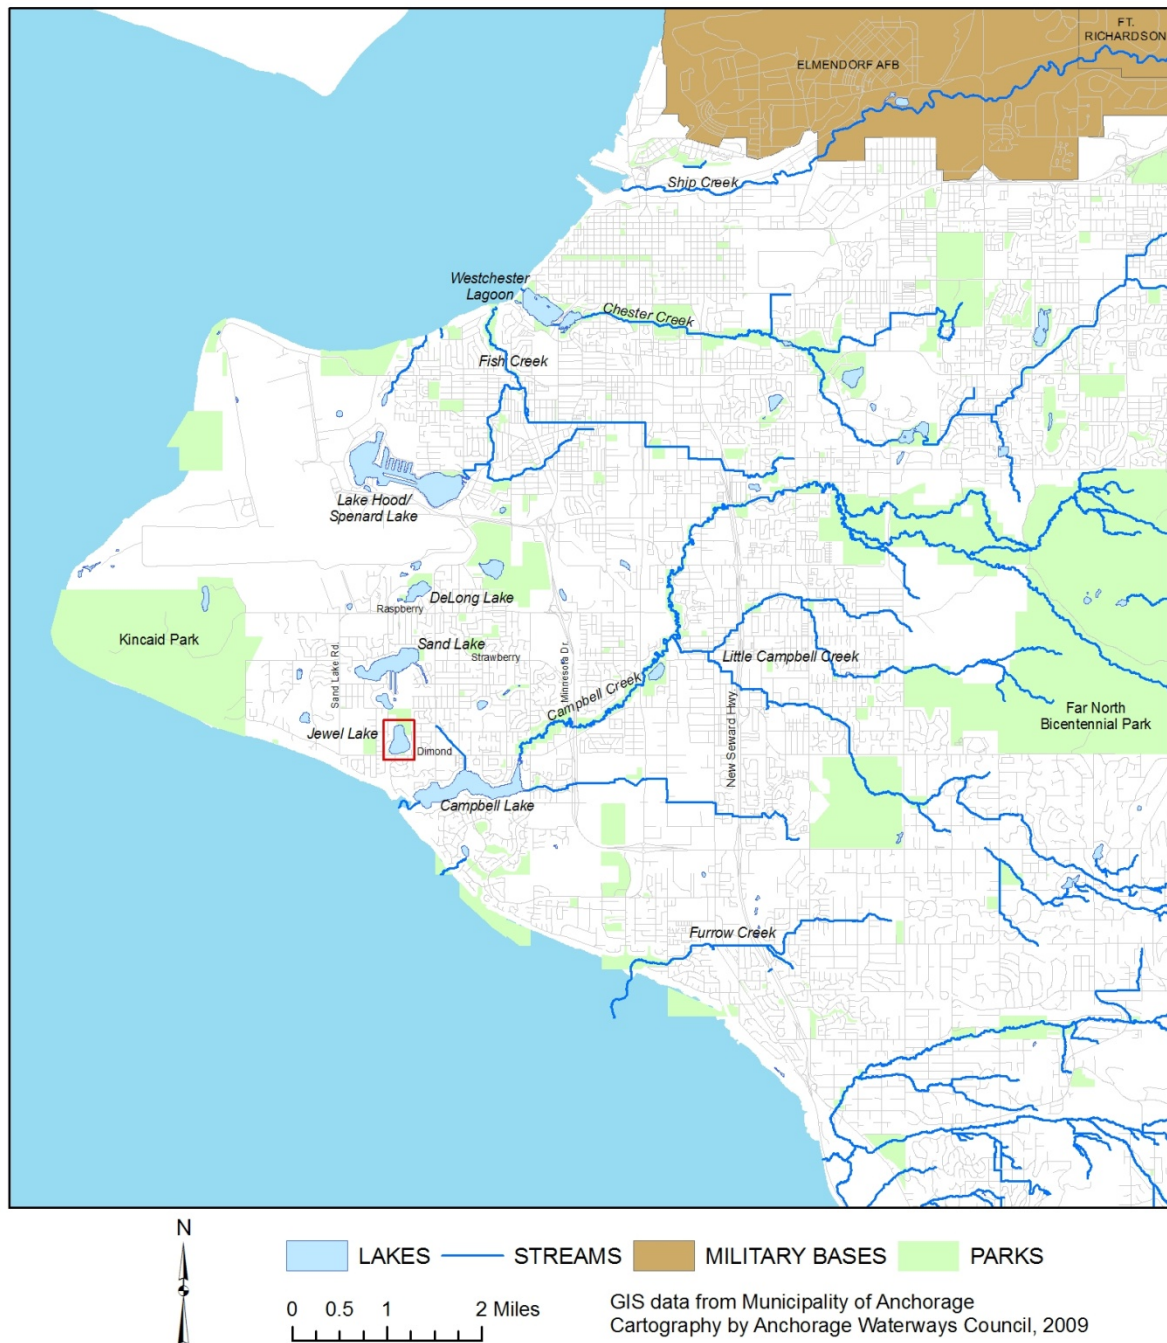 FT.
RICHARDSON
ELMENDORF AFB
Ship Creek
Westchester
Lagoon
Chester Creek
Fish Creek
Lake Hood/
Spenard Lake
DeLong Lake
Raspberry
Kincaid Park
Sand Lake
Strawberry
Sand Lake Rd.
Minnesota Dr.
Little Campbell Creek
Campbell Creek
New Seward Hwy
Far North
Bicentennial Park
Jewel Lake
Dimond
Campbell Lake
Furrow Creek
N
LAKES
STREAMS
MILITARY BASES
PARKS
0 0.5 1 2 Miles
GIS data from Municipality of Anchorage
Cartography by Anchorage Waterways Council, 2009